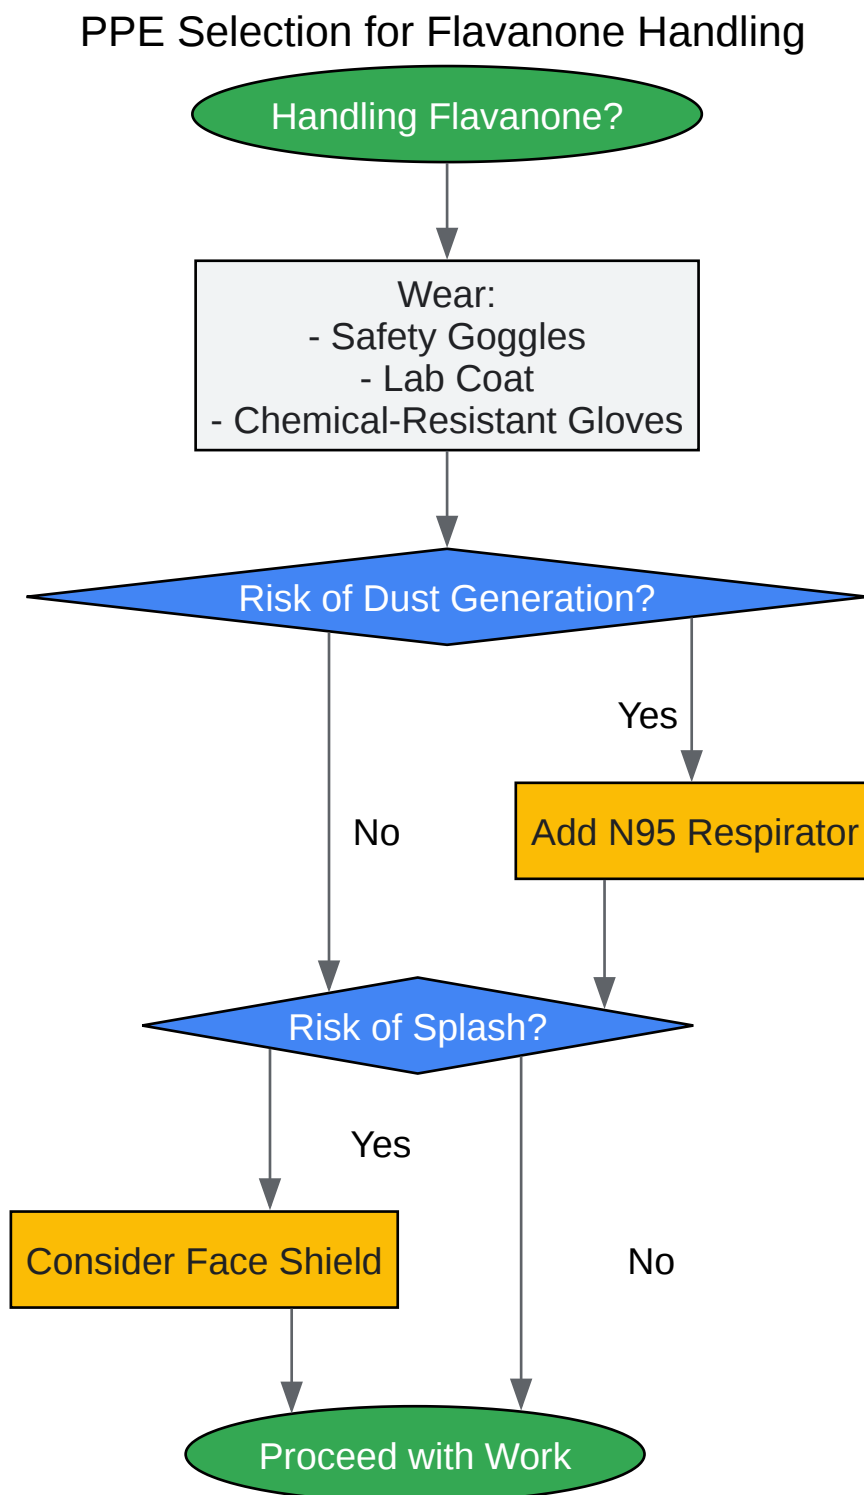 PPE Selection for Flavanone Handling
Handling Flavanone?
Wear:
- Safety Goggles
- Lab Coat
- Chemical-Resistant Gloves
Risk of Dust Generation?
Yes
No
Add N95 Respirator
Risk of Splash?
Yes
Consider Face Shield
No
Proceed with Work